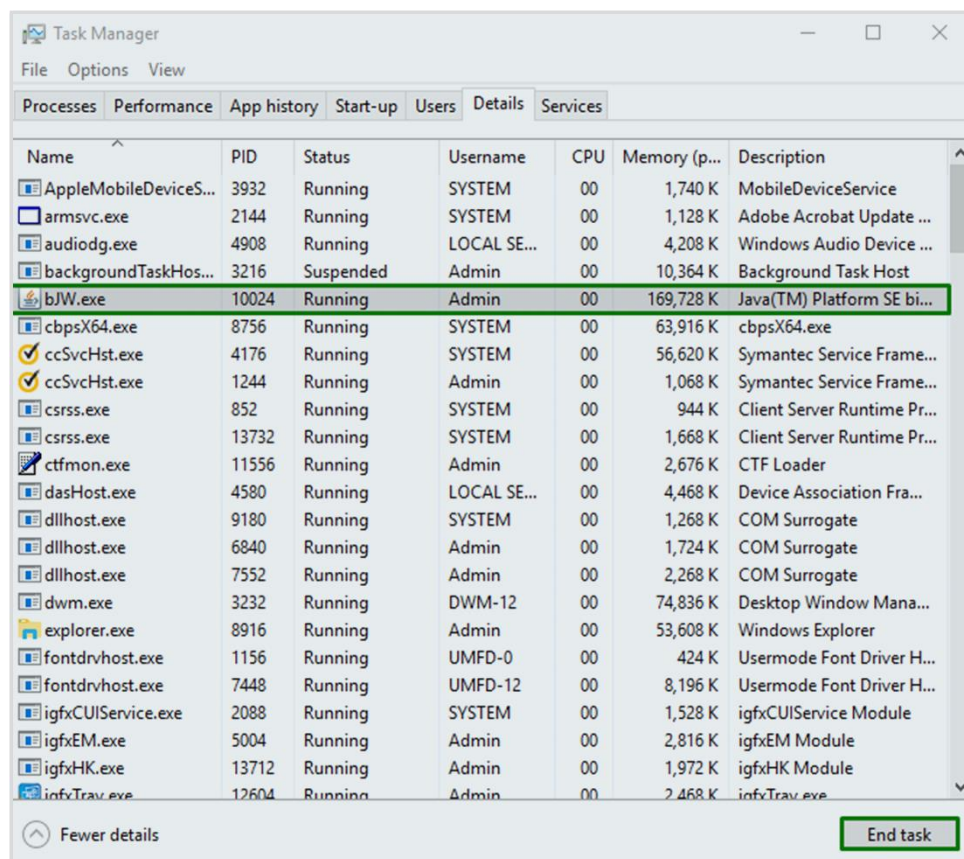 Task Manager
File Options View
Processes Performance App history Start-up Users Details Services
Name PID Status Username CPU Memory (p... Description
AppleMobileDeviceS... 3932 Running SYSTEM 00 1,740 K MobileDeviceService
armsvc.exe 2144 Running SYSTEM 00 1,128 K Adobe Acrobat Update ...
audiodg.exe 4908 Running LOCAL SE... 00 4,208 K Windows Audio Device ...
backgroundTaskHos... 3216 Suspended Admin 00 10,364 K Background Task Host
bJW.exe 10024 Running Admin 00 169,728 K Java(TM) Platform SE bi...
cbpsX64.exe 8756 Running SYSTEM 00 63,916 K cbpsX64.exe
ccSvcHst.exe 4176 Running SYSTEM 00 56,620 K Symantec Service Frame...
ccSvcHst.exe 1244 Running Admin 00 1,068 K Symantec Service Frame...
csrss.exe 852 Running SYSTEM 00 944 K Client Server Runtime Pr...
csrss.exe 13732 Running SYSTEM 00 1,668 K Client Server Runtime Pr...
ctfmon.exe 11556 Running Admin 00 2,676 K CTF Loader
dasHost.exe 4580 Running LOCAL SE... 00 4,468 K Device Association Fra...
dllhost.exe 9180 Running SYSTEM 00 1,268 K COM Surrogate
dllhost.exe 6840 Running Admin 00 1,724 K COM Surrogate
dllhost.exe 7552 Running Admin 00 2,268 K COM Surrogate
dwm.exe 3232 Running DWM-12 00 74,836 K Desktop Window Mana...
explorer.exe 8916 Running Admin 00 53,608 K Windows Explorer
fontdrvhost.exe 1156 Running UMFD-0 00 424 K Usermode Font Driver H...
fontdrvhost.exe 7448 Running UMFD-12 00 8,196 K Usermode Font Driver H...
igfxCUIService.exe 2088 Running SYSTEM 00 1,528 K igfxCUIService Module
igfxEM.exe 5004 Running Admin 00 2,816 K igfxEM Module
igfxHK.exe 13712 Running Admin 00 1,972 K igfxHK Module
igfxTray.exe 12604 Running Admin 00 2,468 K igfxTray.exe
Fewer details End task